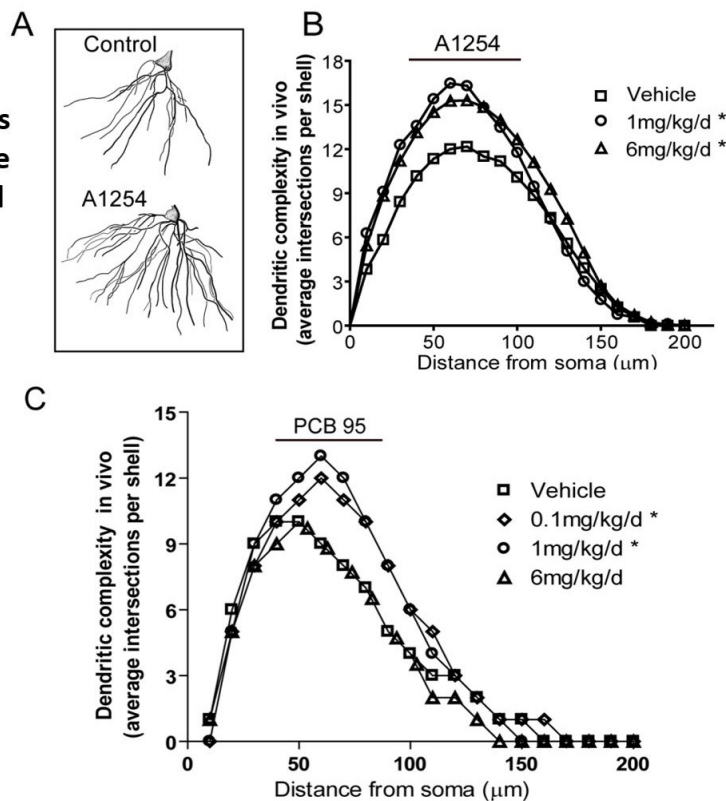 A
Control
A1254
s
e
l
B
A1254
Dendritic complexity in vivo
(average intersections per shell)
18
15
12
9
6
3
0
Vehicle
1mg/kg/d *
6mg/kg/d *
0 50 100 150 200
Distance from soma (μm)
C
PCB 95
Dendritic complexity in vivo
(average intersections per shell)
15
12
9
6
3
0
Vehicle
0.1mg/kg/d *
1mg/kg/d *
6mg/kg/d
0 50 100 150 200
Distance from soma (μm)